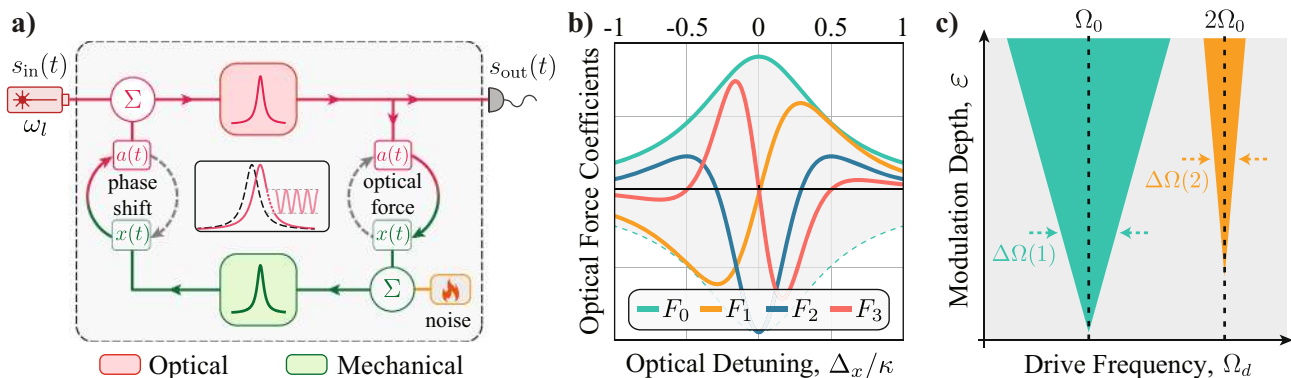 a)
s_in(t)
ω_l
Σ
s_out(t)
a(t)
phase
shift
x(t)
a(t)
optical
force
x(t)
Σ
noise
Optical
Mechanical
b)
-1
-0.5
0
0.5
1
Optical Force Coefficients
F_0
F_1
F_2
F_3
Optical Detuning, Δ_x/κ
c)
Ω_0
2Ω_0
Modulation Depth, ε
ΔΩ(1)
ΔΩ(2)
Drive Frequency, Ω_d